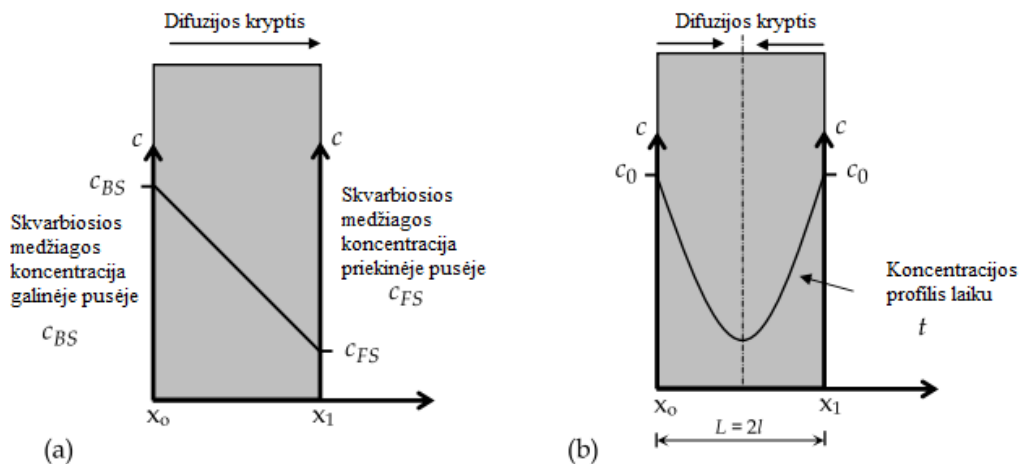 Difuzijos kryptis
c
c
c_BS
Skvarbiosios
medžiagos
koncentracija
galinėje pusėje
c_BS
Skvarbiosios
medžiagos
koncentracija
priekinėje pusėje
c_FS
c_FS
x_o
x_1
(a)
Difuzijos kryptis
c
c
c_0
c_0
Koncentracijos
profilis laiku
t
x_o
x_1
L = 2l
(b)